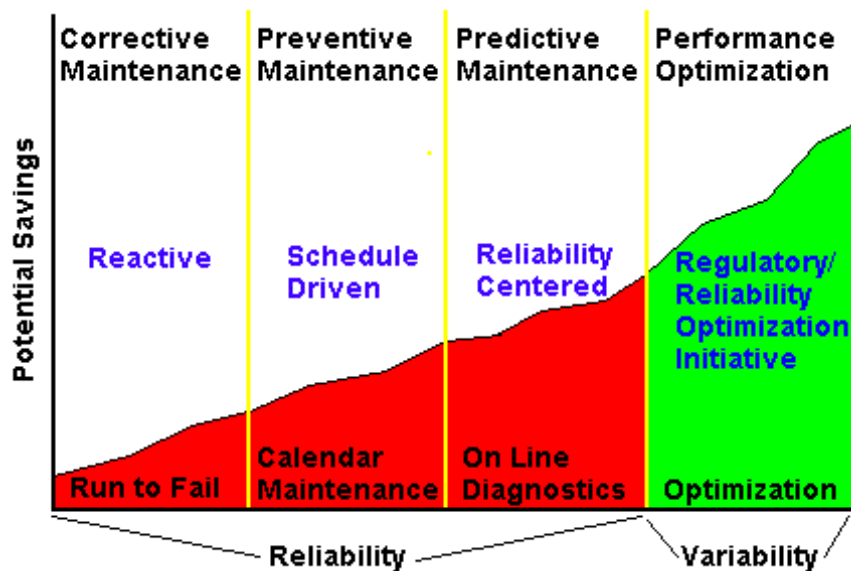 Corrective
Maintenance
Preventive
Maintenance
Predictive
Maintenance
Performance
Optimization
Potential Savings
Reactive
Schedule
Driven
Reliability
Centered
Regulatory/
Reliability
Optimization
Initiative
Run to Fail
Calendar
Maintenance
On Line
Diagnostics
Optimization
Reliability
Variability